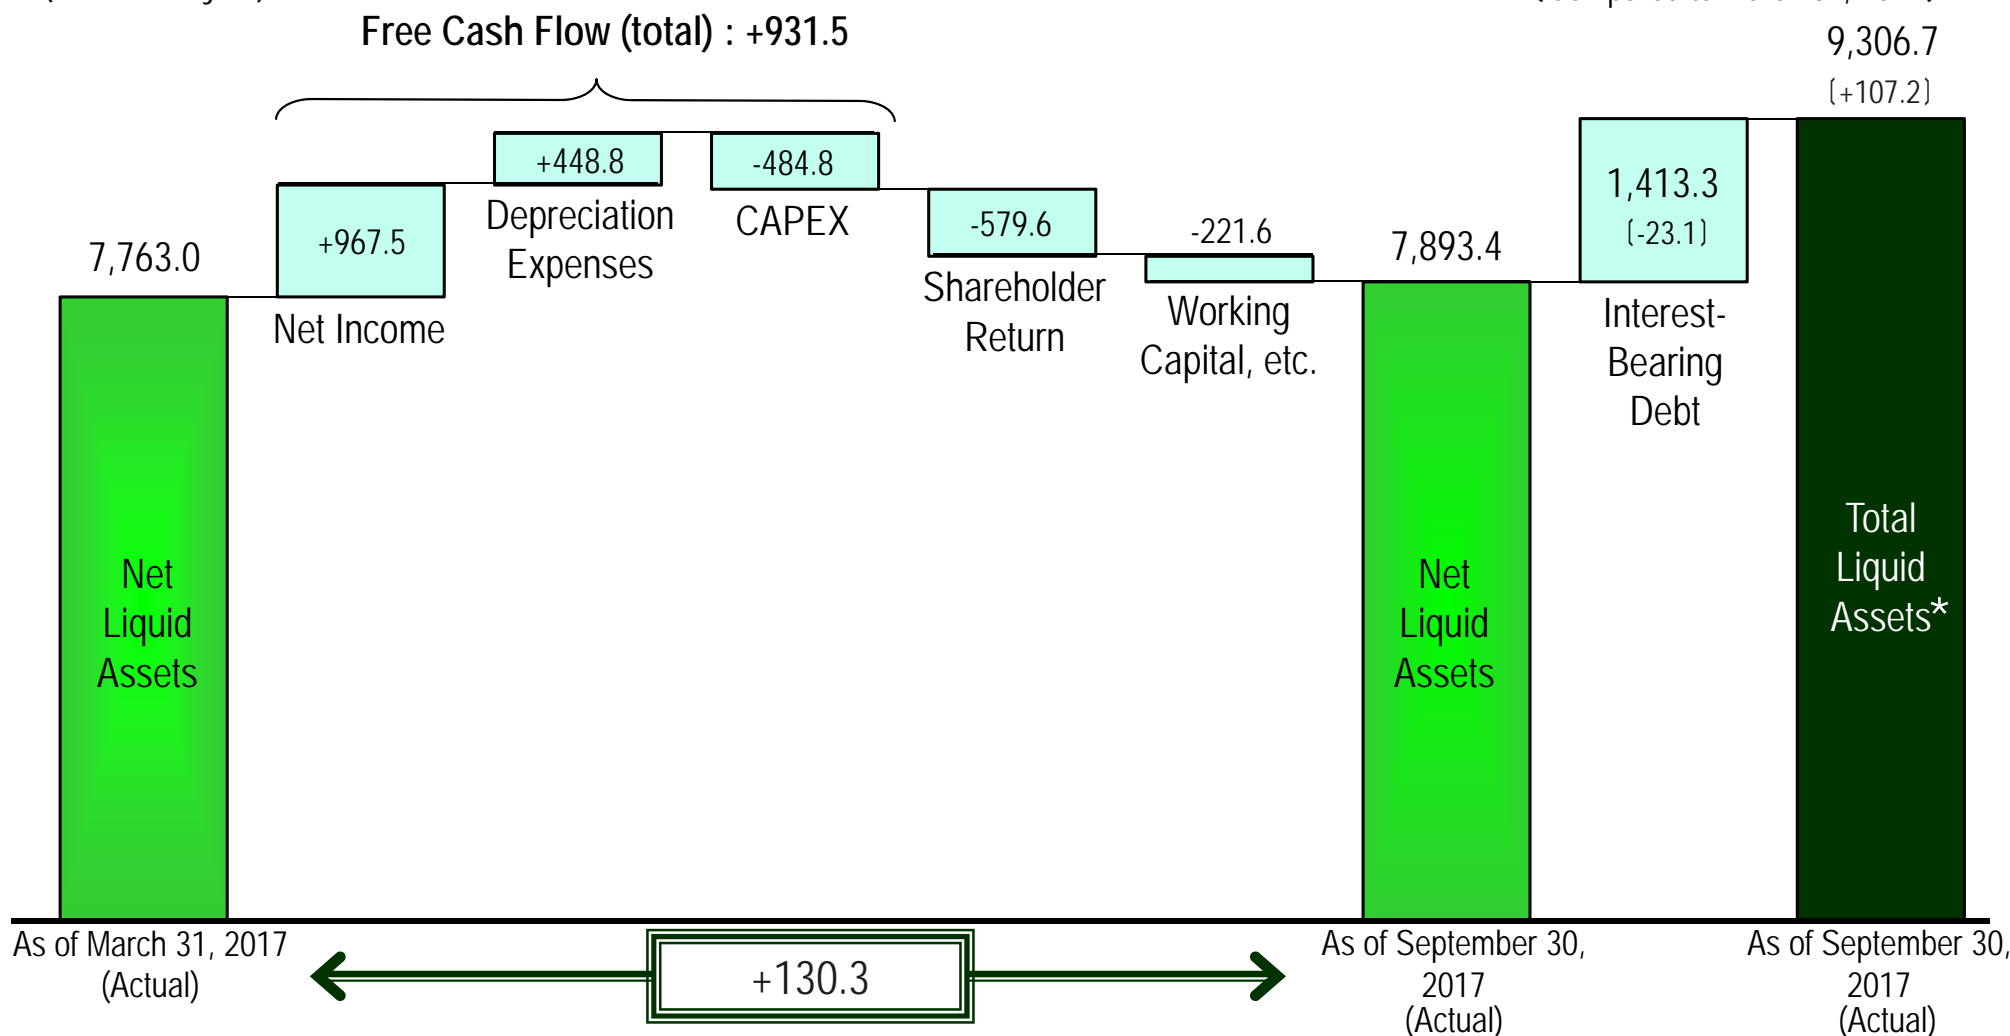 Free Cash Flow (total) : +931.5
9,306.7
(+107.2)
+448.8
-484.8
1,413.3
(-23.1)
+967.5
Depreciation
Expenses
CAPEX
-579.6
-221.6
7,893.4
7,763.0
Net Income
Shareholder
Return
Working
Capital, etc.
Interest-
Bearing
Debt
Net
Liquid
Assets
Net
Liquid
Assets
Total
Liquid
Assets*
As of March 31, 2017
(Actual)
+130.3
As of September 30,
2017
(Actual)
As of September 30,
2017
(Actual)